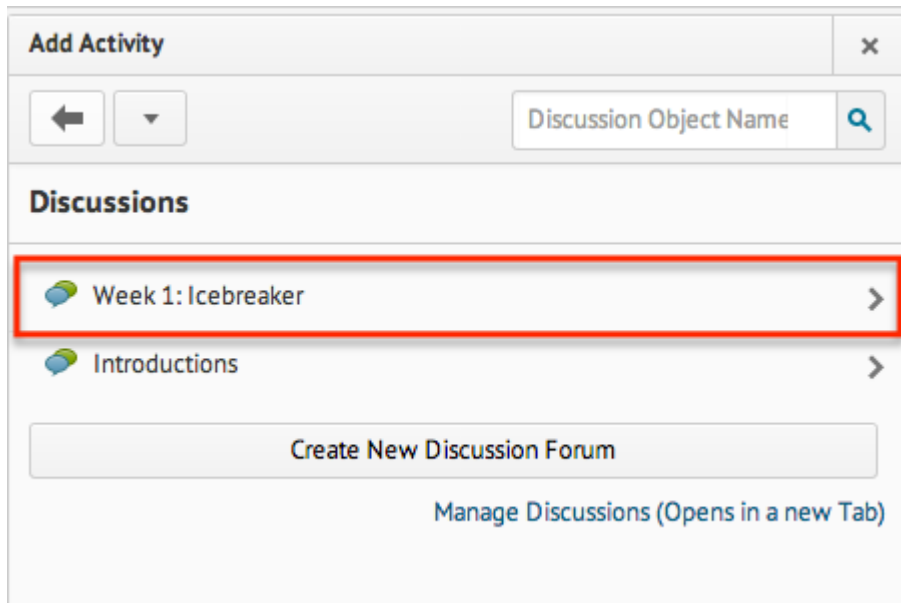 Add Activity
Discussion Object Name
Discussions
Week 1: Icebreaker
Introductions
Create New Discussion Forum
Manage Discussions (Opens in a new Tab)